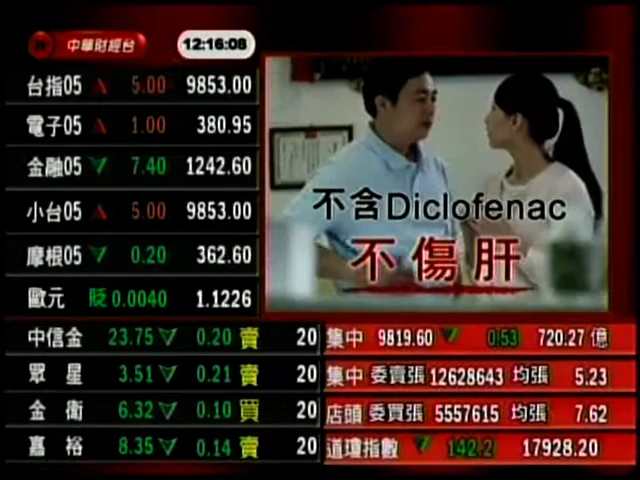 中華財經台 12:16:08
台指05 5.00 9853.00
電子05 1.00 380.95
金融05 7.40 1242.60
小台05 5.00 9853.00
摩根05 0.20 362.60
歐元 貶 0.0040 1.1226
不含Diclofenac
不傷肝
中信金 23.75 0.20 賣 20
眾星 3.51 0.21 賣 20
金衡 6.32 0.10 買 20
嘉裕 8.35 0.14 賣 20
集中 9819.60 0.53 720.27 億
集中 委賣張 12628643 均張 5.23
店頭 委買張 5557615 均張 7.62
道瓊指數 142.2 17928.20